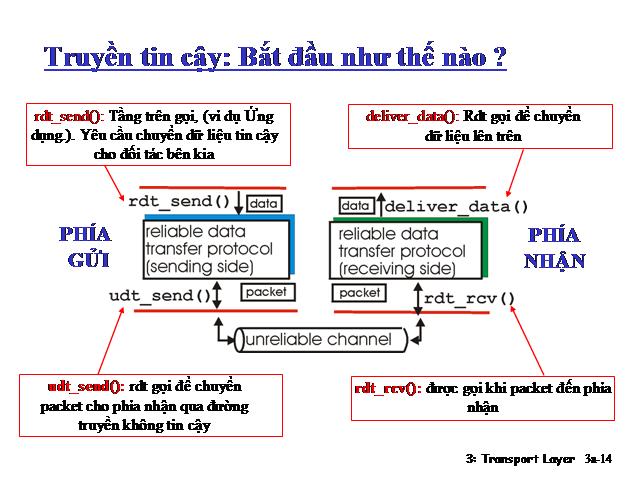 Truyền tin cậy: Bắt đầu như thế nào ?
rdt_send(): Tầng trên gọi, (vi dụ Ứng
dụng.). Yêu cầu chuyển dữ liệu tin cậy
cho đối tác bên kia
deliver_data(): Rdt gọi để chuyển
dữ liệu lên trên
rdt_send()
data
data
deliver_data()
PHÍA
GỬI
reliable data
transfer protocol
(sending side)
reliable data
transfer protocol
(receiving side)
PHÍA
NHẬN
udt_send()
packet
packet
rdt_rcv()
unreliable channel
udt_send(): rdt gọi để chuyển
packet cho phia nhận qua đường
truyền không tin cậy
rdt_rcv(): được gọi khi packet đến phia
nhận
3: Transport Layer 3a-14